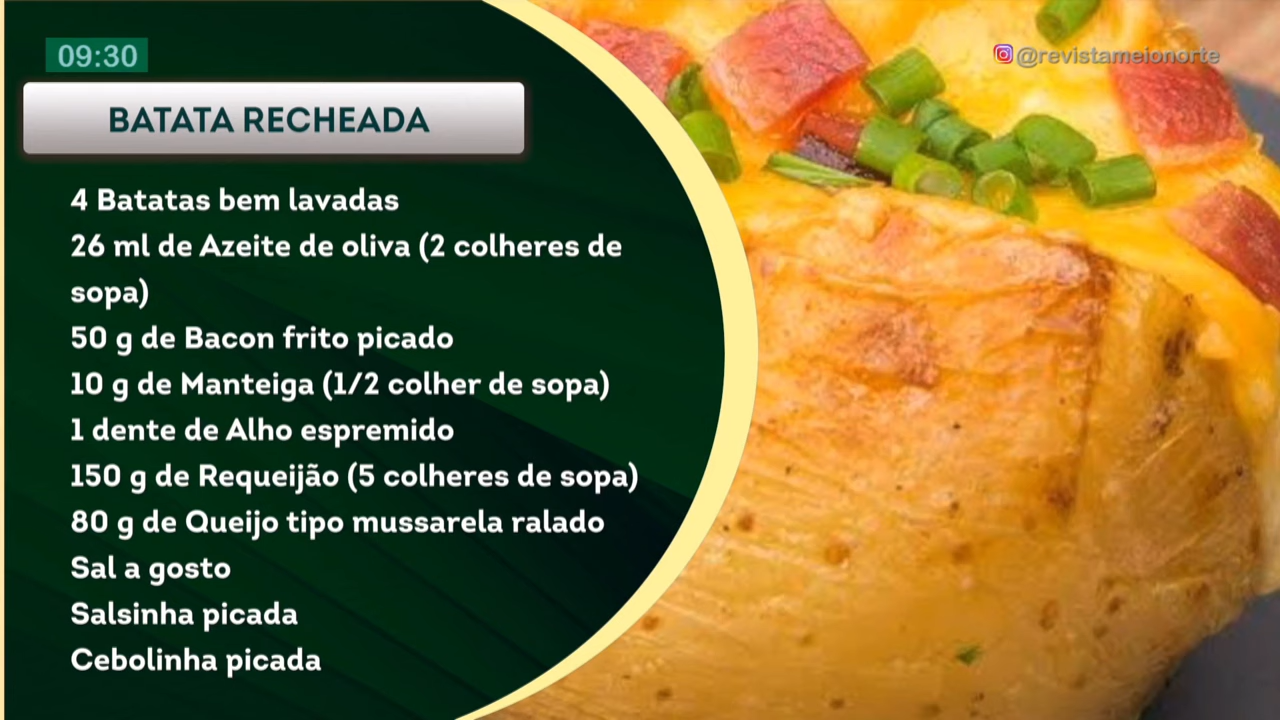 09:30
@revistameionorte
BATATA RECHEADA
4 Batatas bem lavadas
26 ml de Azeite de oliva (2 colheres de
sopa)
50 g de Bacon frito picado
10 g de Manteiga (1/2 colher de sopa)
1 dente de Alho espremido
150 g de Requeijão (5 colheres de sopa)
80 g de Queijo tipo mussarela ralado
Sal a gosto
Salsinha picada
Cebolinha picada